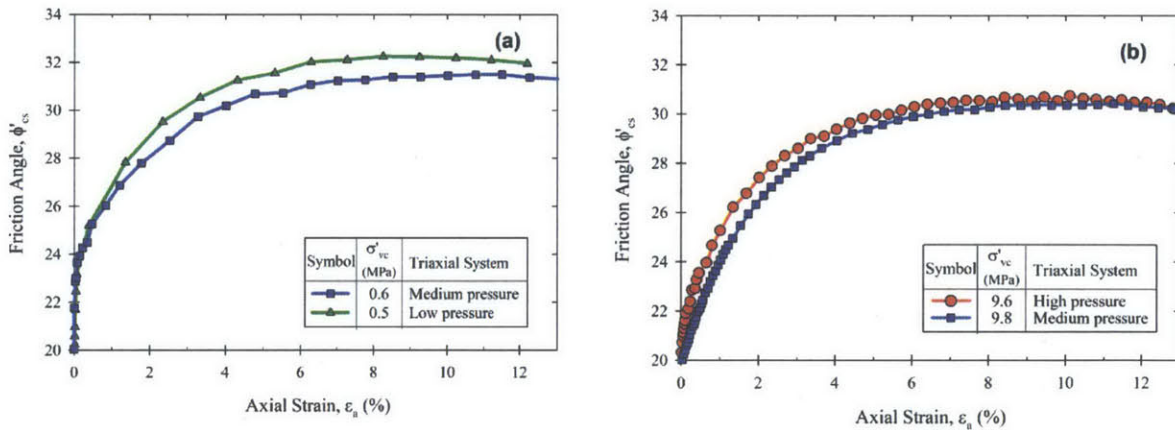 (a)
34
32
30
28
26
24
22
20
Friction Angle, ϕ'cs
0 2 4 6 8 10 12
Axial Strain, εa (%)
Symbol σ'vc (MPa) Triaxial System
0.6 Medium pressure
0.5 Low pressure
(b)
34
32
30
28
26
24
22
20
Friction Angle, ϕ'cs
0 2 4 6 8 10 12
Axial Strain, εa (%)
Symbol σ'vc (MPa) Triaxial System
9.6 High pressure
9.8 Medium pressure